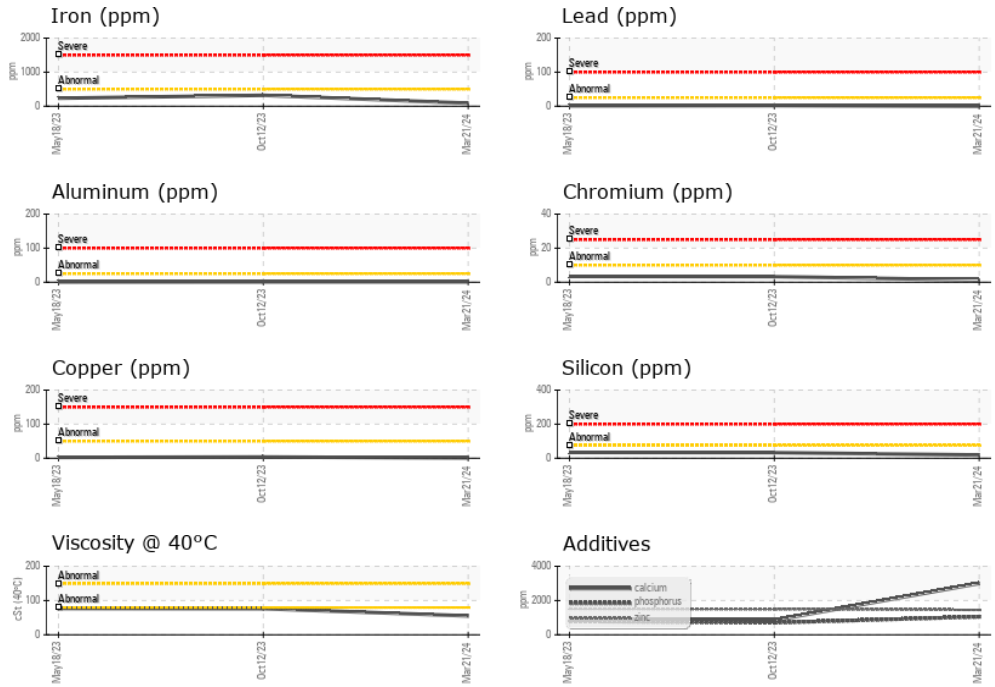 Iron (ppm)
2000
1000
0
ppm
Severe
Abnormal
May18/23
Oct12/23
Mar21/24
Lead (ppm)
200
100
0
ppm
Severe
Abnormal
May18/23
Oct12/23
Mar21/24
Aluminum (ppm)
200
100
0
ppm
Severe
Abnormal
May18/23
Oct12/23
Mar21/24
Chromium (ppm)
40
20
0
ppm
Severe
Abnormal
May18/23
Oct12/23
Mar21/24
Copper (ppm)
200
100
0
ppm
Severe
Abnormal
May18/23
Oct12/23
Mar21/24
Silicon (ppm)
400
200
0
ppm
Severe
Abnormal
May18/23
Oct12/23
Mar21/24
Viscosity @ 40°C
200
100
0
cSt (40°C)
Abnormal
Abnormal
May18/23
Oct12/23
Mar21/24
Additives
4000
2000
0
ppm
calcium
phosphorus
zinc
May18/23
Oct12/23
Mar21/24